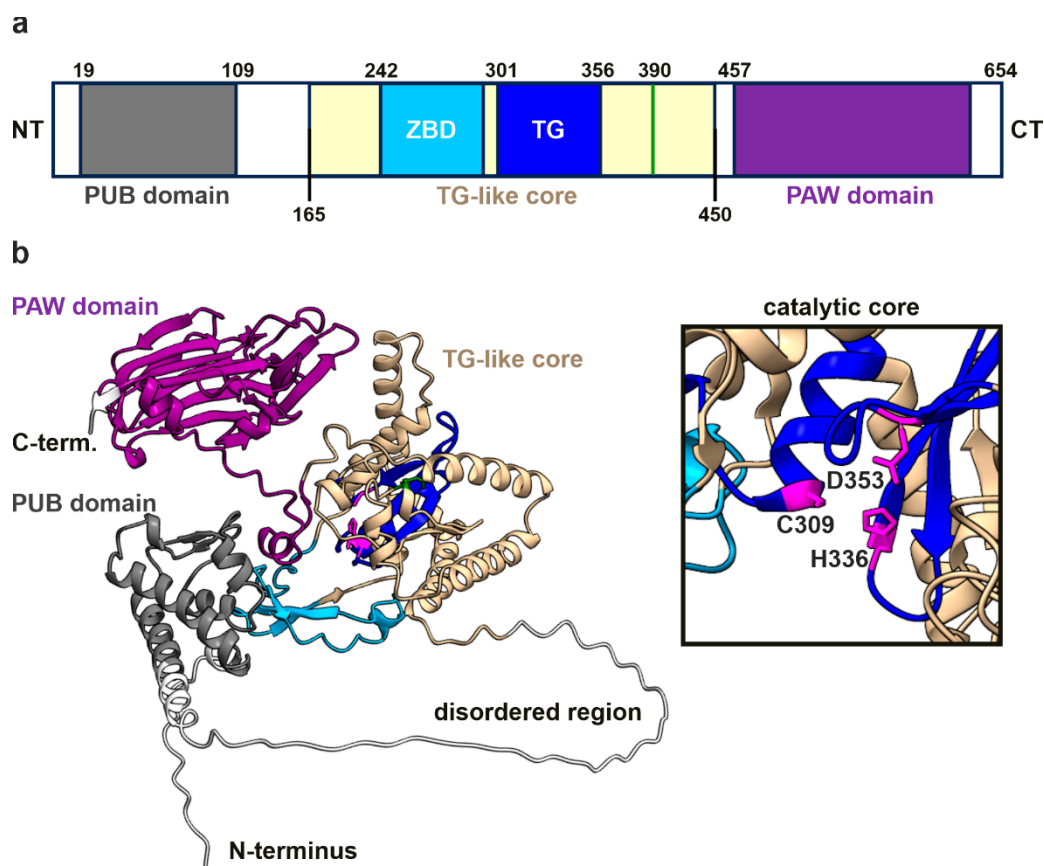 a
19 109 242 301 356 390 457 654
NT ZBD TG CT
PUB domain TG-like core PAW domain
165 450
b
PAW domain
TG-like core
C-term.
PUB domain
disordered region
N-terminus
catalytic core
D353
C309
H336